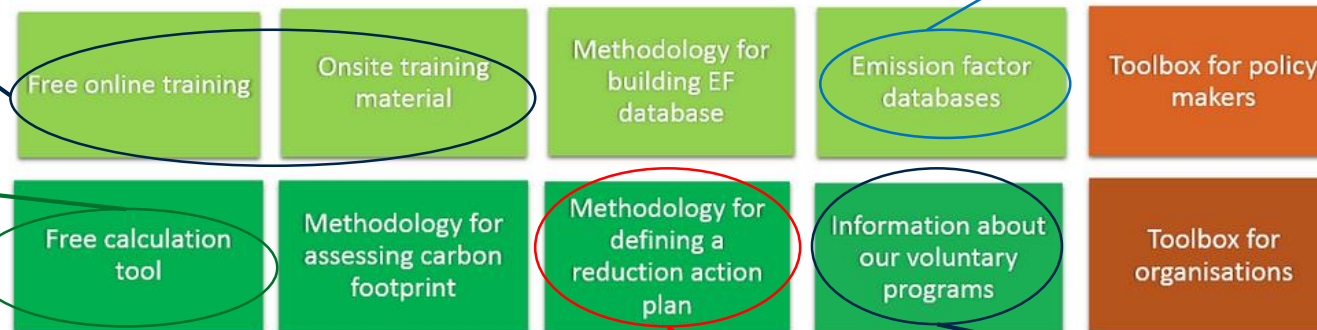 Free online training
Onsite training
material
Methodology for
building EF
database
Emission factor
databases
Toolbox for policy
makers
Free calculation
tool
Methodology for
assessing carbon
footprint
Methodology for
defining a
reduction action
plan
Information about
our voluntary
programs
Toolbox for
organisations